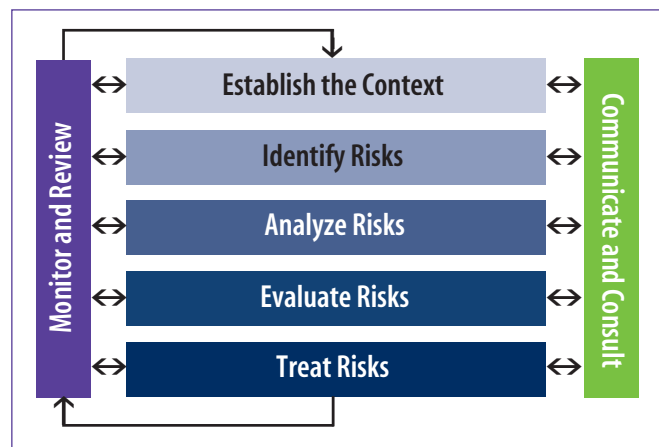 Establish the Context
Identify Risks
Analyze Risks
Evaluate Risks
Treat Risks
Monitor and Review
Communicate and Consult